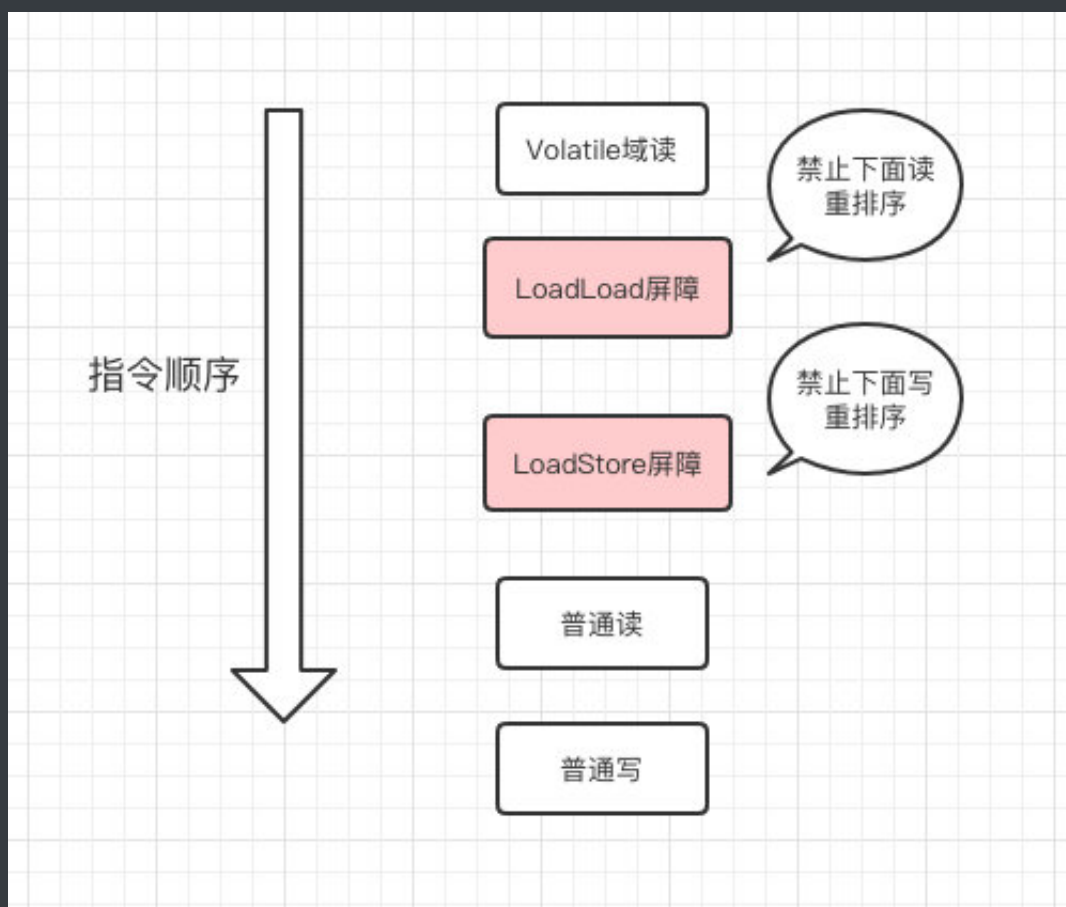 Volatile域读
禁止下面读
重排序
LoadLoad屏障
指令顺序
禁止下面写
重排序
LoadStore屏障
普通读
普通写